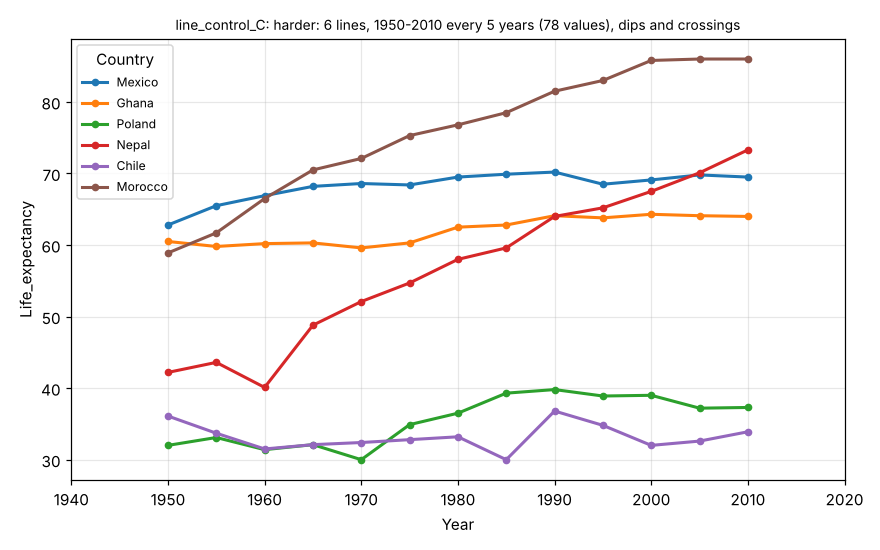 line_control_C: harder: 6 lines, 1950-2010 every 5 years (78 values), dips and crossings
Country
Mexico
Ghana
Poland
Nepal
Chile
Morocco
Life_expectancy
80
70
60
50
40
30
1940 1950 1960 1970 1980 1990 2000 2010 2020
Year